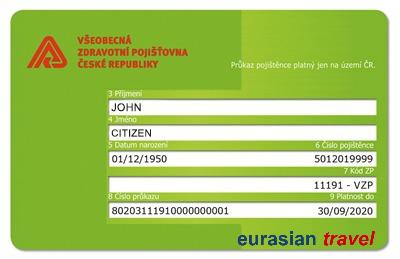 VŠEOBECNÁ
ZDRAVOTNÍ POJIŠŤOVNA
ČESKÉ REPUBLIKY
Průkaz pojištěnce platný jen na území ČR.
3 Příjmení
JOHN
4 Jméno
CITIZEN
5 Datum narození 6 Číslo pojištěnce
01/12/1950 5012019999
7 Kód ZP
11191 - VZP
8 Číslo průkazu 9 Platnost do
80203111910000000001 30/09/2020
eurasian travel